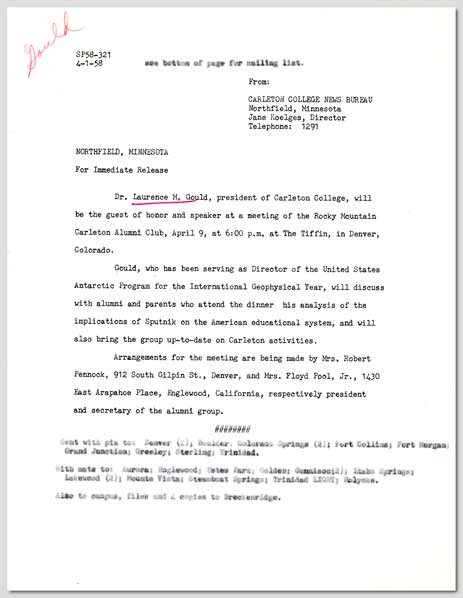 Gould
SP58-321
4-1-58
see bottom of page for mailing list.
From:
CARLETON COLLEGE NEWS BUREAU
Northfield, Minnesota
Jane Koelges, Director
Telephone: 1291
NORTHFIELD, MINNESOTA
For Immediate Release
Dr. Laurence M. Gould, president of Carleton College, will
be the guest of honor and speaker at a meeting of the Rocky Mountain
Carleton Alumni Club, April 9, at 6:00 p.m. at The Tiffin, in Denver,
Colorado.
Gould, who has been serving as Director of the United States
Antarctic Program for the International Geophysical Year, will discuss
with alumni and parents who attend the dinner his analysis of the
implications of Sputnik on the American educational system, and will
also bring the group up-to-date on Carleton activities.
Arrangements for the meeting are being made by Mrs. Robert
Pennock, 912 South Gilpin St., Denver, and Mrs. Floyd Pool, Jr., 1430
East Arapahoe Place, Englewood, California, respectively president
and secretary of the alumni group.
########
Sent with pix to: Denver (2); Boulder. Colorado Springs (2); Fort Collins; Fort Morgan;
Grand Junction; Greeley; Sterling; Trinidad.
With mats to: Aurora; Englewood; Estes Park; Golden; Gunnison(2); Idaho Springs;
Lakewood (2); Monte Vista; Steamboat Springs; Trinidad LIGHT; Holyoke.
Also to campus, files and 4 copies to Breckenridge.